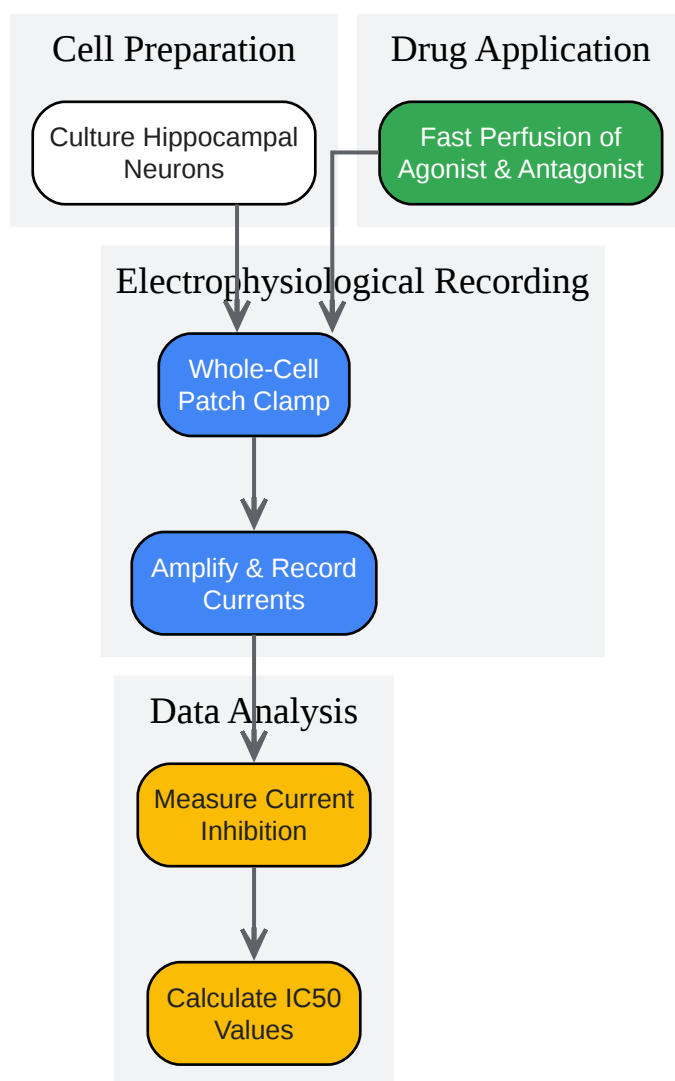 Cell Preparation
Drug Application
Culture Hippocampal
Neurons
Fast Perfusion of
Agonist & Antagonist
Electrophysiological Recording
Whole-Cell
Patch Clamp
Amplify & Record
Currents
Data Analysis
Measure Current
Inhibition
Calculate IC50
Values